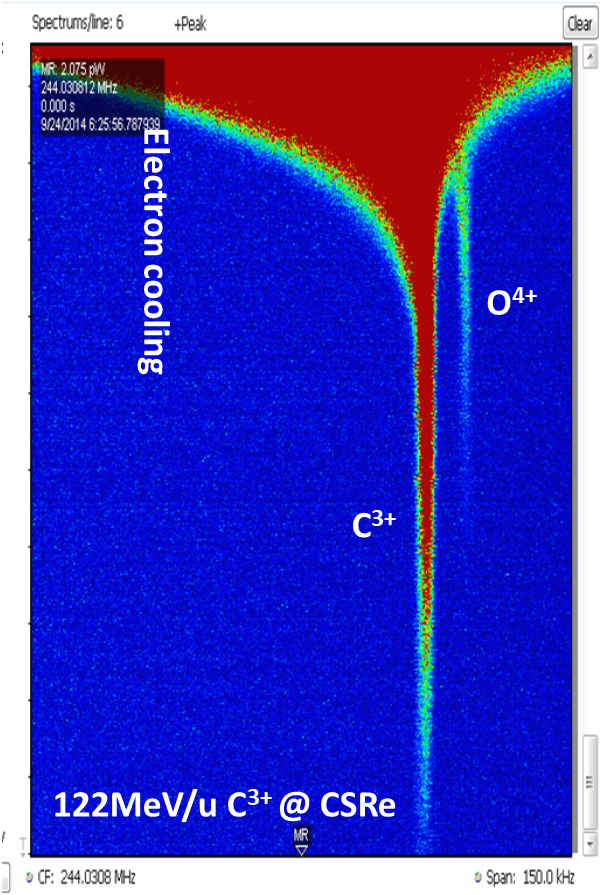 Spectrums/line: 6 +Peak Clear
MR: 2.075 pW
244.030812 MHz
0.000 s
9/24/2014 6:25:56.787939
Electron cooling
O4+
C3+
122MeV/u C3+ @ CSRe
MR
CF: 244.0308 MHz Span: 150.0 kHz